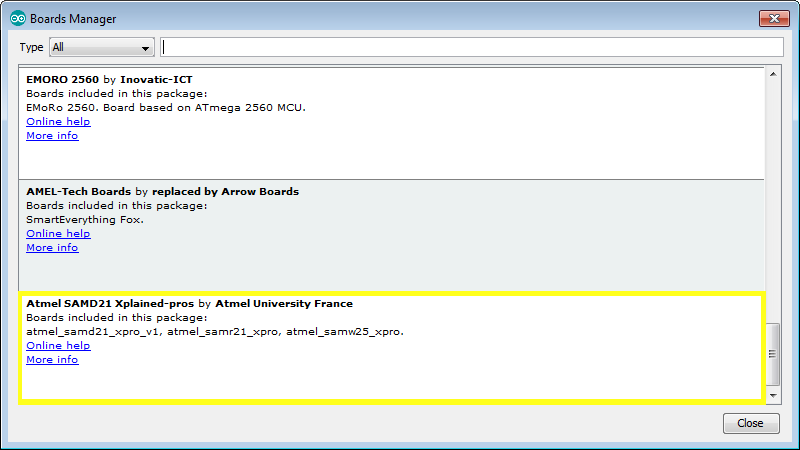 Boards Manager
Type All
EMORO 2560 by Inovatic-ICT
Boards included in this package:
EMoRo 2560. Board based on ATmega 2560 MCU.
Online help
More info
AMEL-Tech Boards by replaced by Arrow Boards
Boards included in this package:
SmartEverything Fox.
Online help
More info
Atmel SAMD21 Xplained-pros by Atmel University France
Boards included in this package:
atmel_samd21_xpro_v1, atmel_samr21_xpro, atmel_samw25_xpro.
Online help
More info
Close